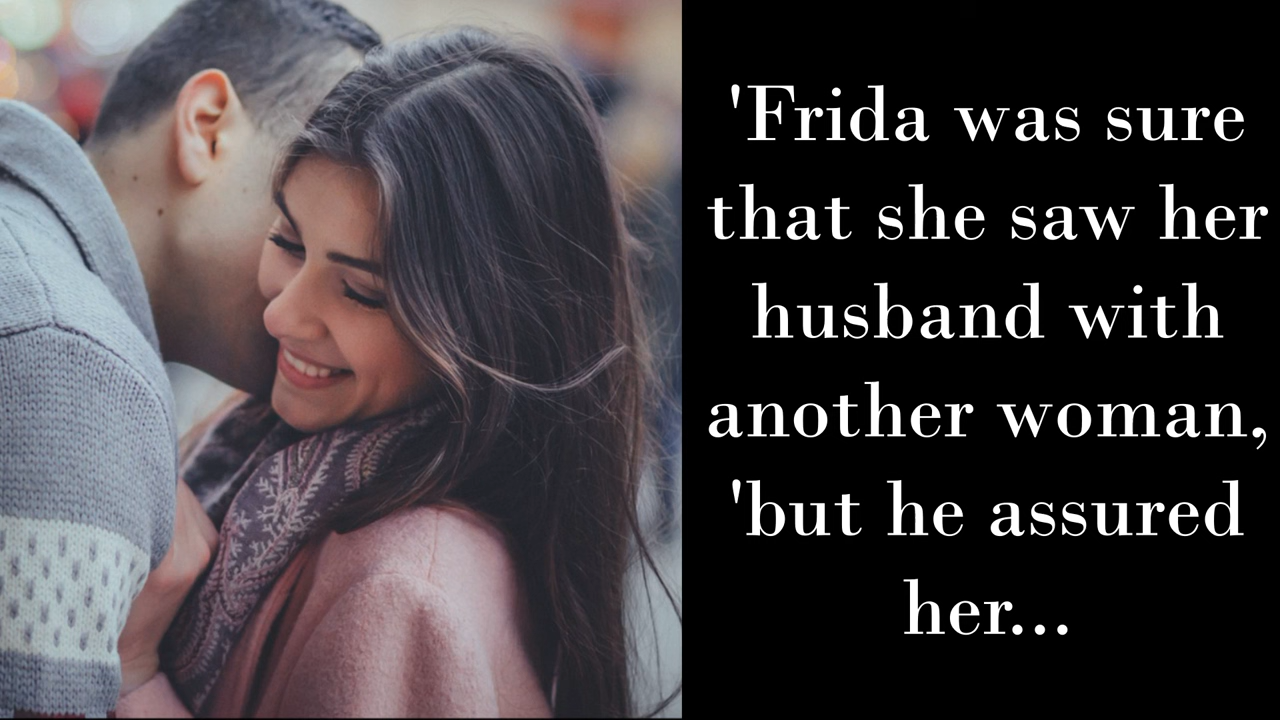 'Frida was sure
that she saw her
husband with
another woman,
'but he assured
her...